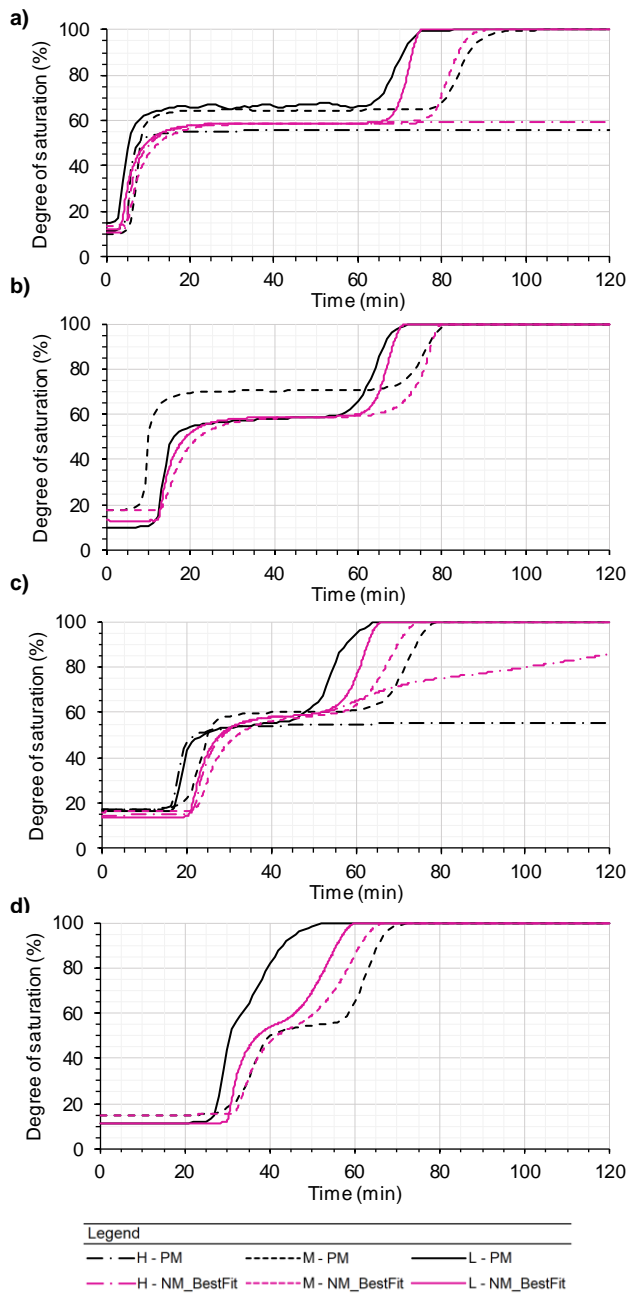 a)
100
80
60
40
20
0
Degree of saturation (%)
0 20 40 60 80 100 120
Time (min)
b)
100
80
60
40
20
0
Degree of saturation (%)
0 20 40 60 80 100 120
Time (min)
c)
100
80
60
40
20
0
Degree of saturation (%)
0 20 40 60 80 100 120
Time (min)
d)
100
80
60
40
20
0
Degree of saturation (%)
0 20 40 60 80 100 120
Time (min)
Legend
H - PM M - PM L - PM
H - NM_BestFit M - NM_BestFit L - NM_BestFit